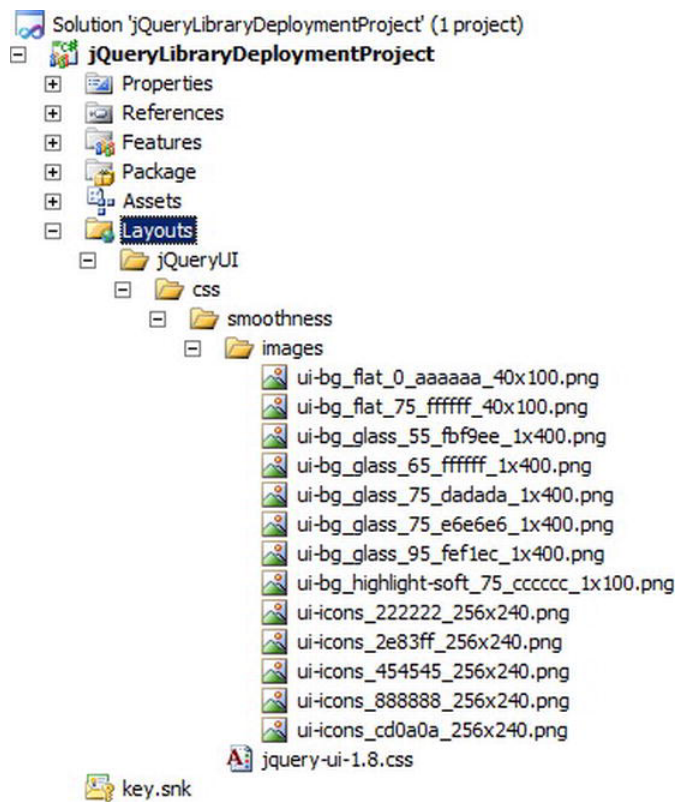 Solution 'jQueryLibraryDeploymentProject' (1 project)
jQueryLibraryDeploymentProject
Properties
References
Features
Package
Assets
Layouts
jQueryUI
css
smoothness
images
ui-bg_flat_0_aaaaaa_40x100.png
ui-bg_flat_75_ffffff_40x100.png
ui-bg_glass_55_fbf9ee_1x400.png
ui-bg_glass_65_ffffff_1x400.png
ui-bg_glass_75_dadada_1x400.png
ui-bg_glass_75_e6e6e6_1x400.png
ui-bg_glass_95_fef1ec_1x400.png
ui-bg_highlight-soft_75_cccccc_1x100.png
ui-icons_222222_256x240.png
ui-icons_2e83ff_256x240.png
ui-icons_454545_256x240.png
ui-icons_888888_256x240.png
ui-icons_cd0a0a_256x240.png
jquery-ui-1.8.css
key.snk